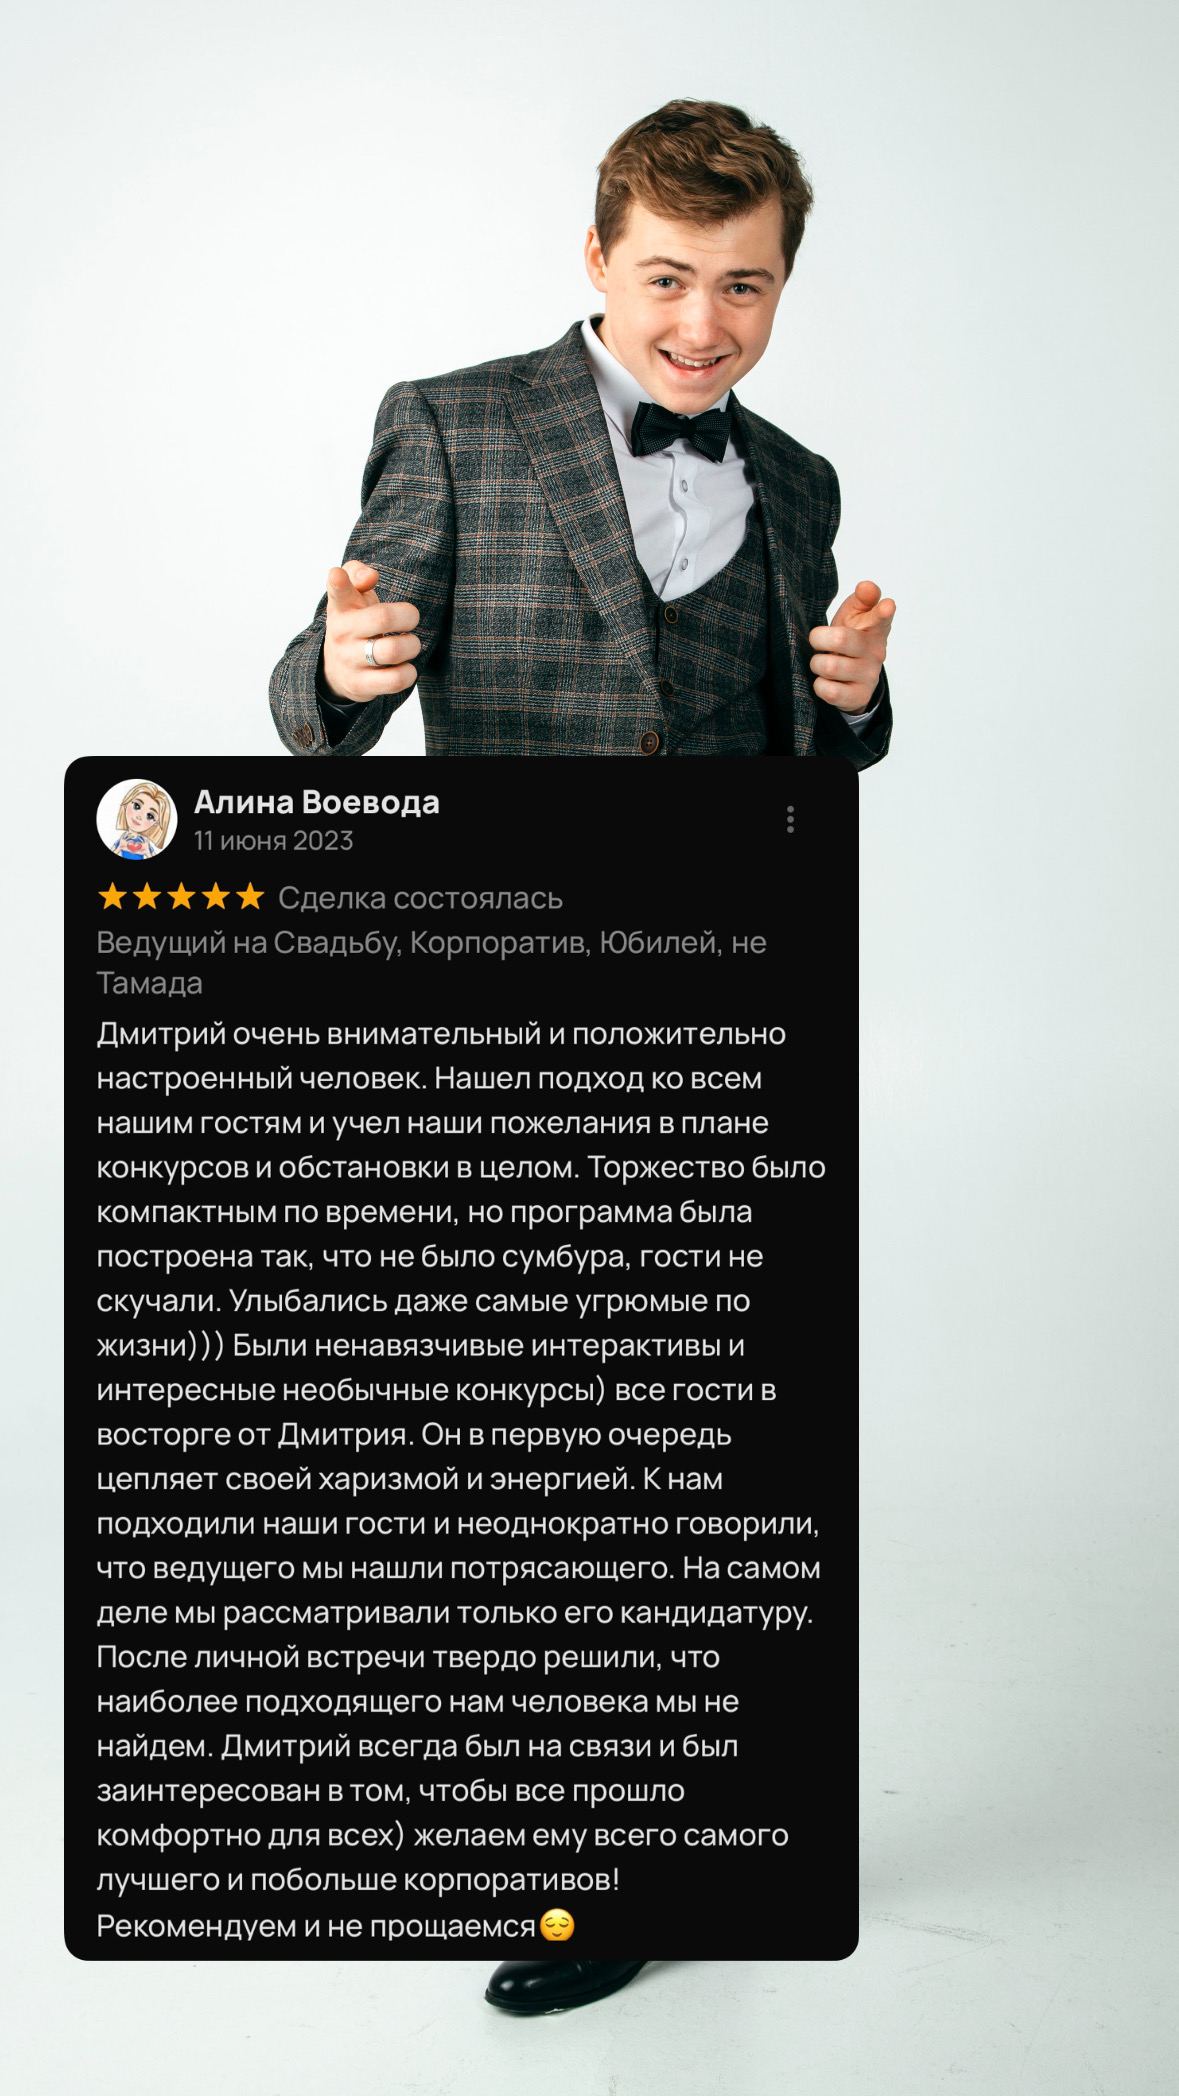 Алина Воевода
11 июня 2023
Сделка состоялась
Ведущий на Свадьбу, Корпоратив, Юбилей, не
Тамада
Дмитрий очень внимательный и положительно
настроенный человек. Нашел подход ко всем
нашим гостям и учел наши пожелания в плане
конкурсов и обстановки в целом. Торжество было
компактным по времени, но программа была
построена так, что не было сумбура, гости не
скучали. Улыбались даже самые угрюмые по
жизни))) Были ненавязчивые интерактивы и
интересные необычные конкурсы) все гости в
восторге от Дмитрия. Он в первую очередь
цепляет своей харизмой и энергией. К нам
подходили наши гости и неоднократно говорили,
что ведущего мы нашли потрясающего. На самом
деле мы рассматривали только его кандидатуру.
После личной встречи твердо решили, что
наиболее подходящего нам человека мы не
найдем. Дмитрий всегда был на связи и был
заинтересован в том, чтобы все прошло
комфортно для всех) желаем ему всего самого
лучшего и побольше корпоративов!
Рекомендуем и не прощаемся😌